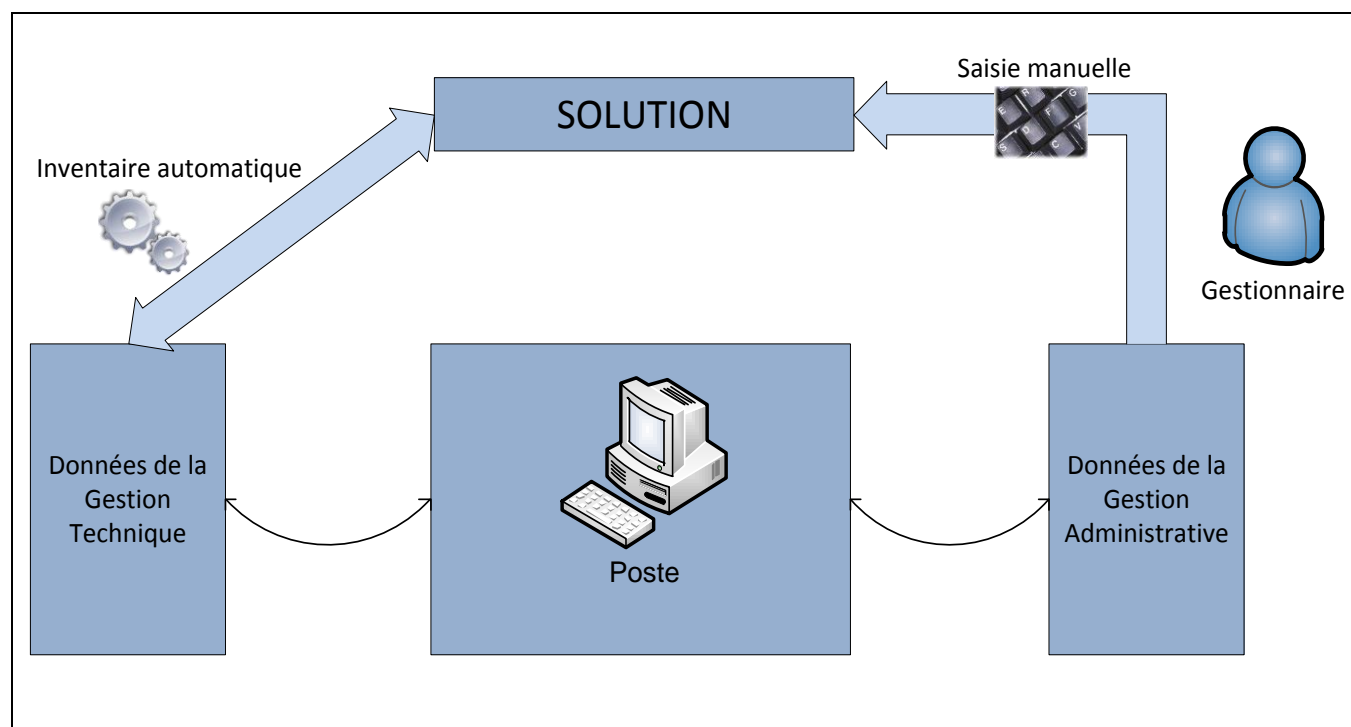 Saisie manuelle
SOLUTION
E R G
D F V
S C
Inventaire automatique
Gestionnaire
Données de la
Gestion
Technique
Poste
Données de la
Gestion
Administrative